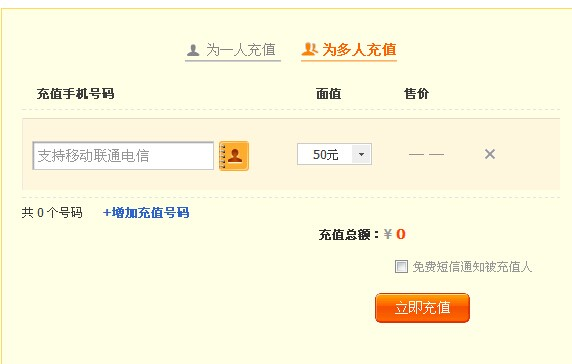 为一人充值 为多人充值
充值手机号码 面值 售价
支持移动联通电信 50元 — —
共 0 个号码 +增加充值号码
充值总额：¥ 0
免费短信通知被充值人
立即充值